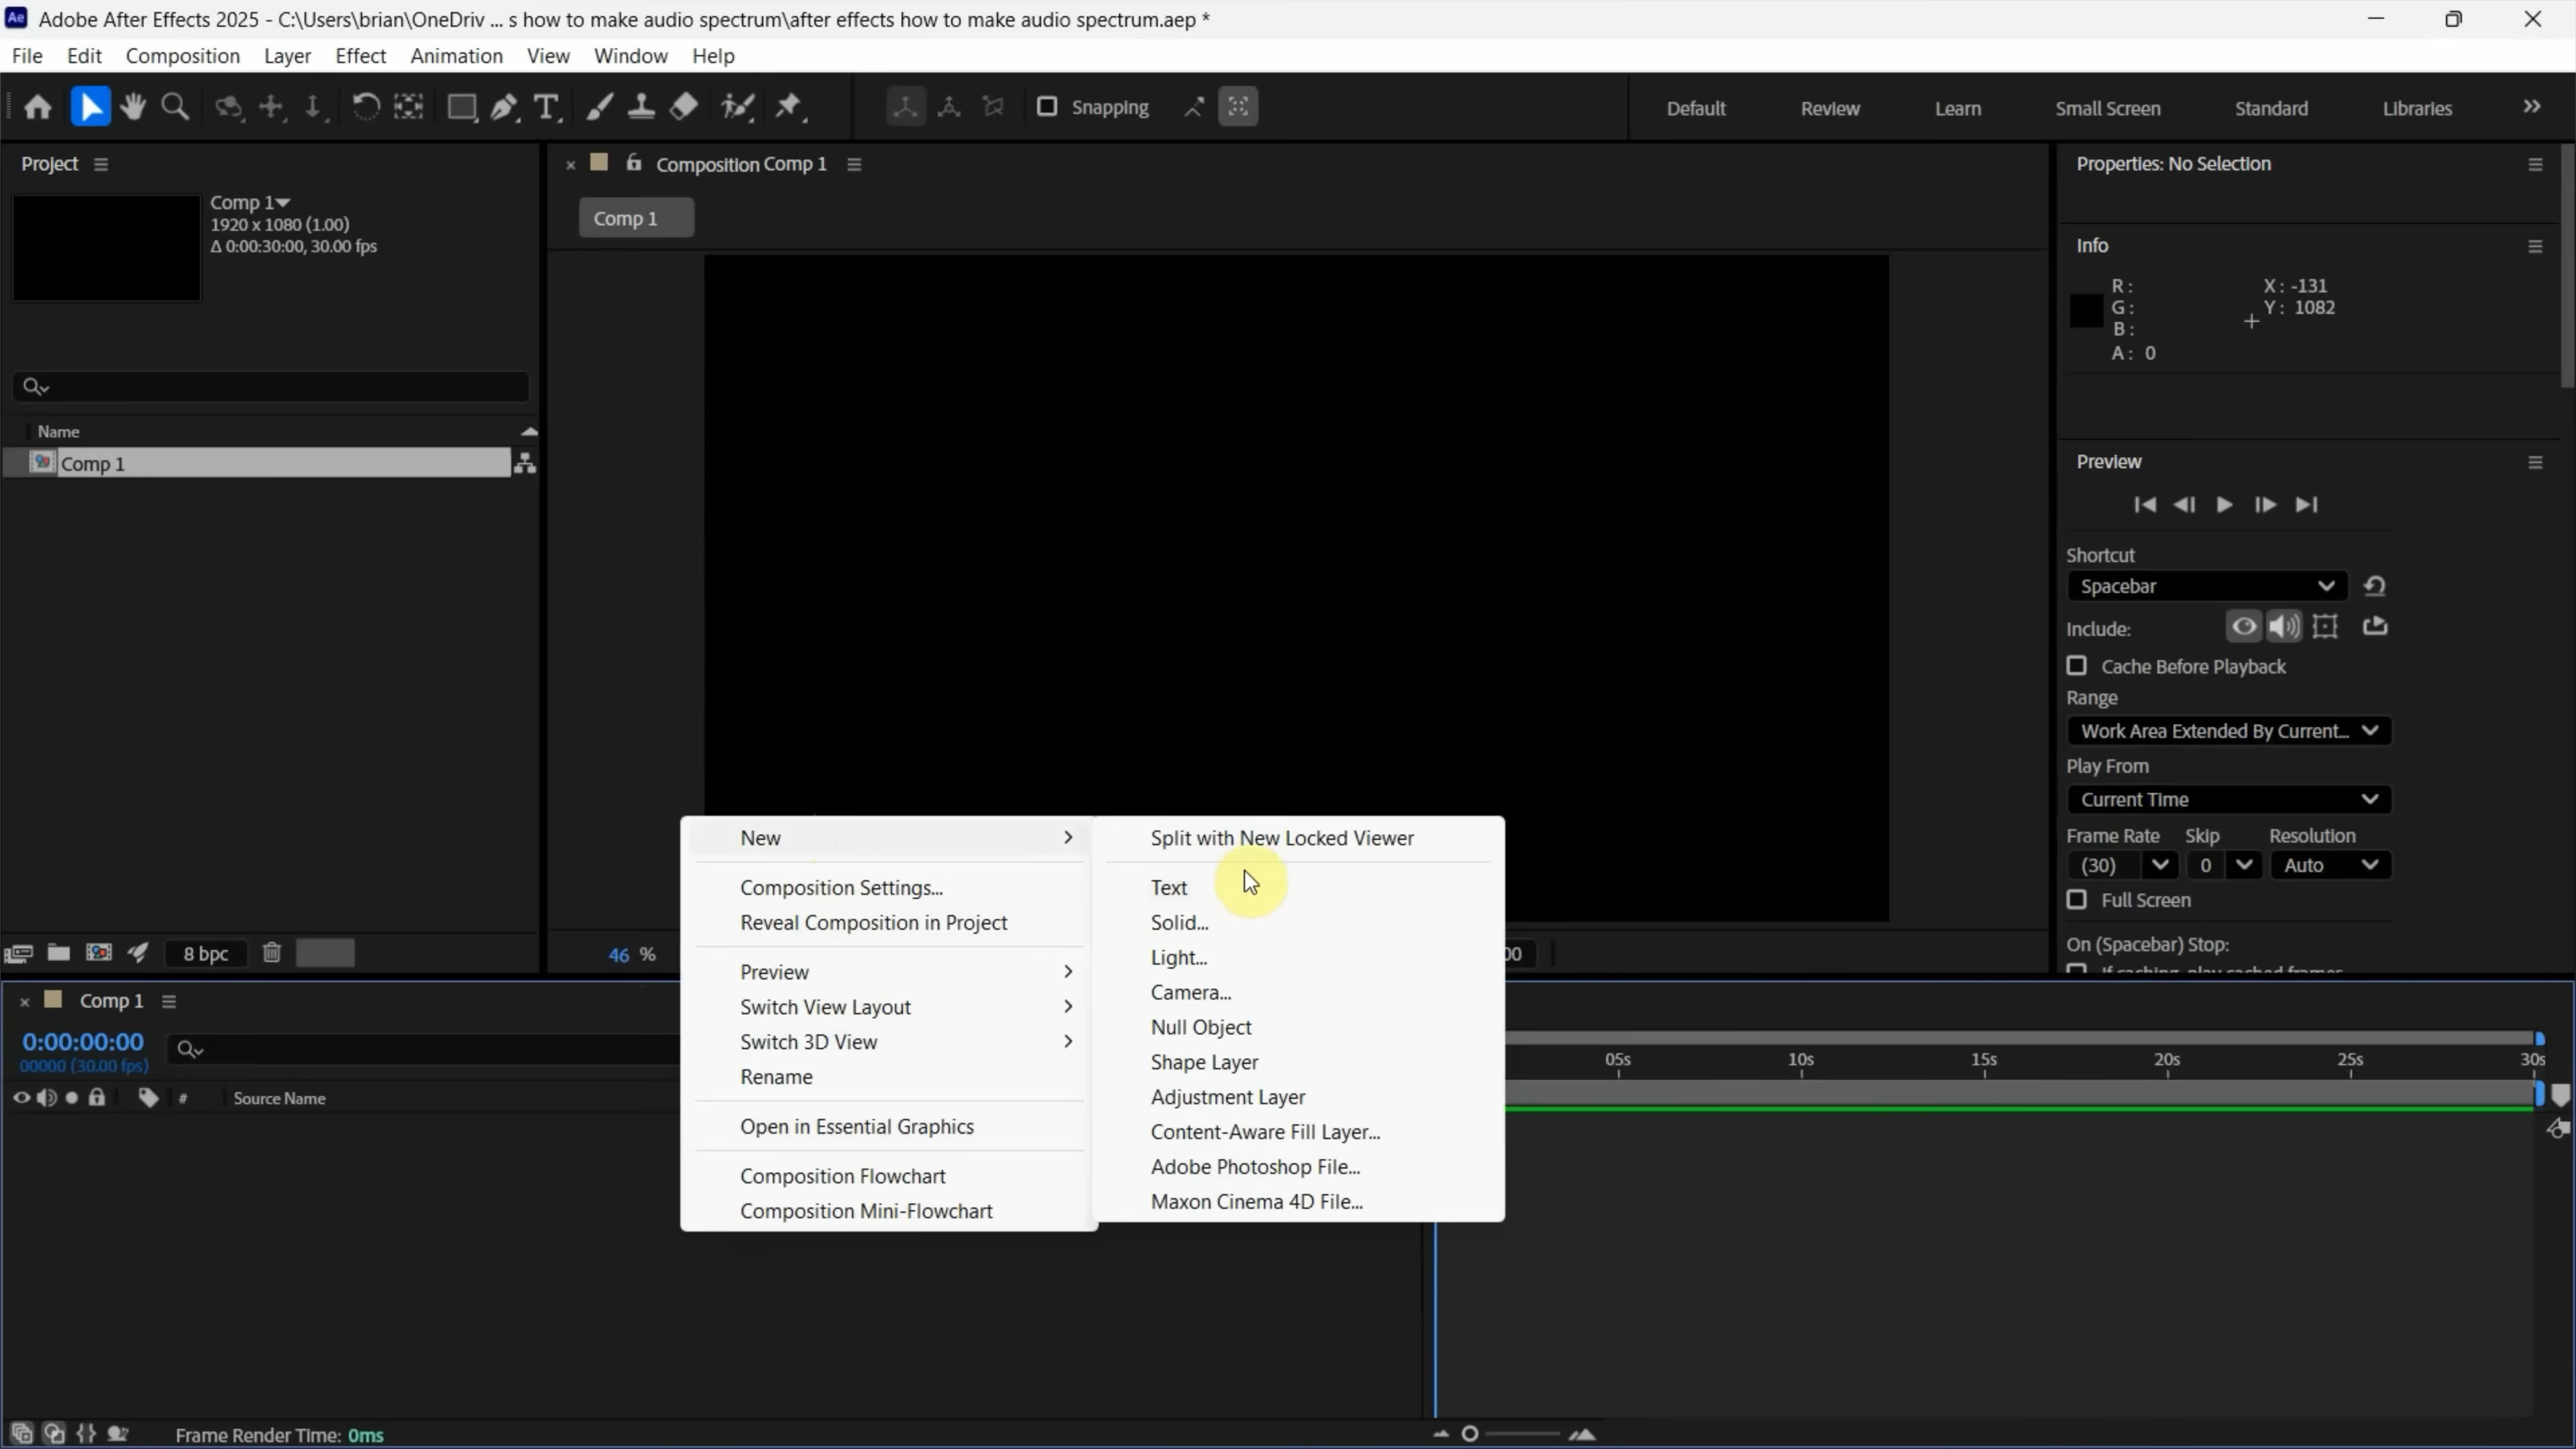 Adobe After Effects 2025 - C:\Users\brian\OneDriv ... s how to make audio spectrum\after effects how to make audio spectrum.aep *
File Edit Composition Layer Effect Animation View Window Help
Snapping
Default Review Learn Small Screen Standard Libraries
Project
Comp 1
1920 x 1080 (1.00)
Δ 0:00:30:00, 30.00 fps
Name
Comp 1
8 bpc
Composition Comp 1
Comp 1
46 %
00
Properties: No Selection
Info
R :
G :
B :
A : 0
X : -131
Y : 1082
Preview
Shortcut
Spacebar
Include:
Cache Before Playback
Range
Work Area Extended By Current...
Play From
Current Time
Frame Rate Skip Resolution
(30) 0 Auto
Full Screen
On (Spacebar) Stop:
If caching, play cached frames
New
Composition Settings...
Reveal Composition in Project
Preview
Switch View Layout
Switch 3D View
Rename
Open in Essential Graphics
Composition Flowchart
Composition Mini-Flowchart
Split with New Locked Viewer
Text
Solid...
Light...
Camera...
Null Object
Shape Layer
Adjustment Layer
Content-Aware Fill Layer...
Adobe Photoshop File...
Maxon Cinema 4D File...
Comp 1
0:00:00:00
00000 (30.00 fps)
# Source Name
05s 10s 15s 20s 25s 30s
Frame Render Time: 0ms